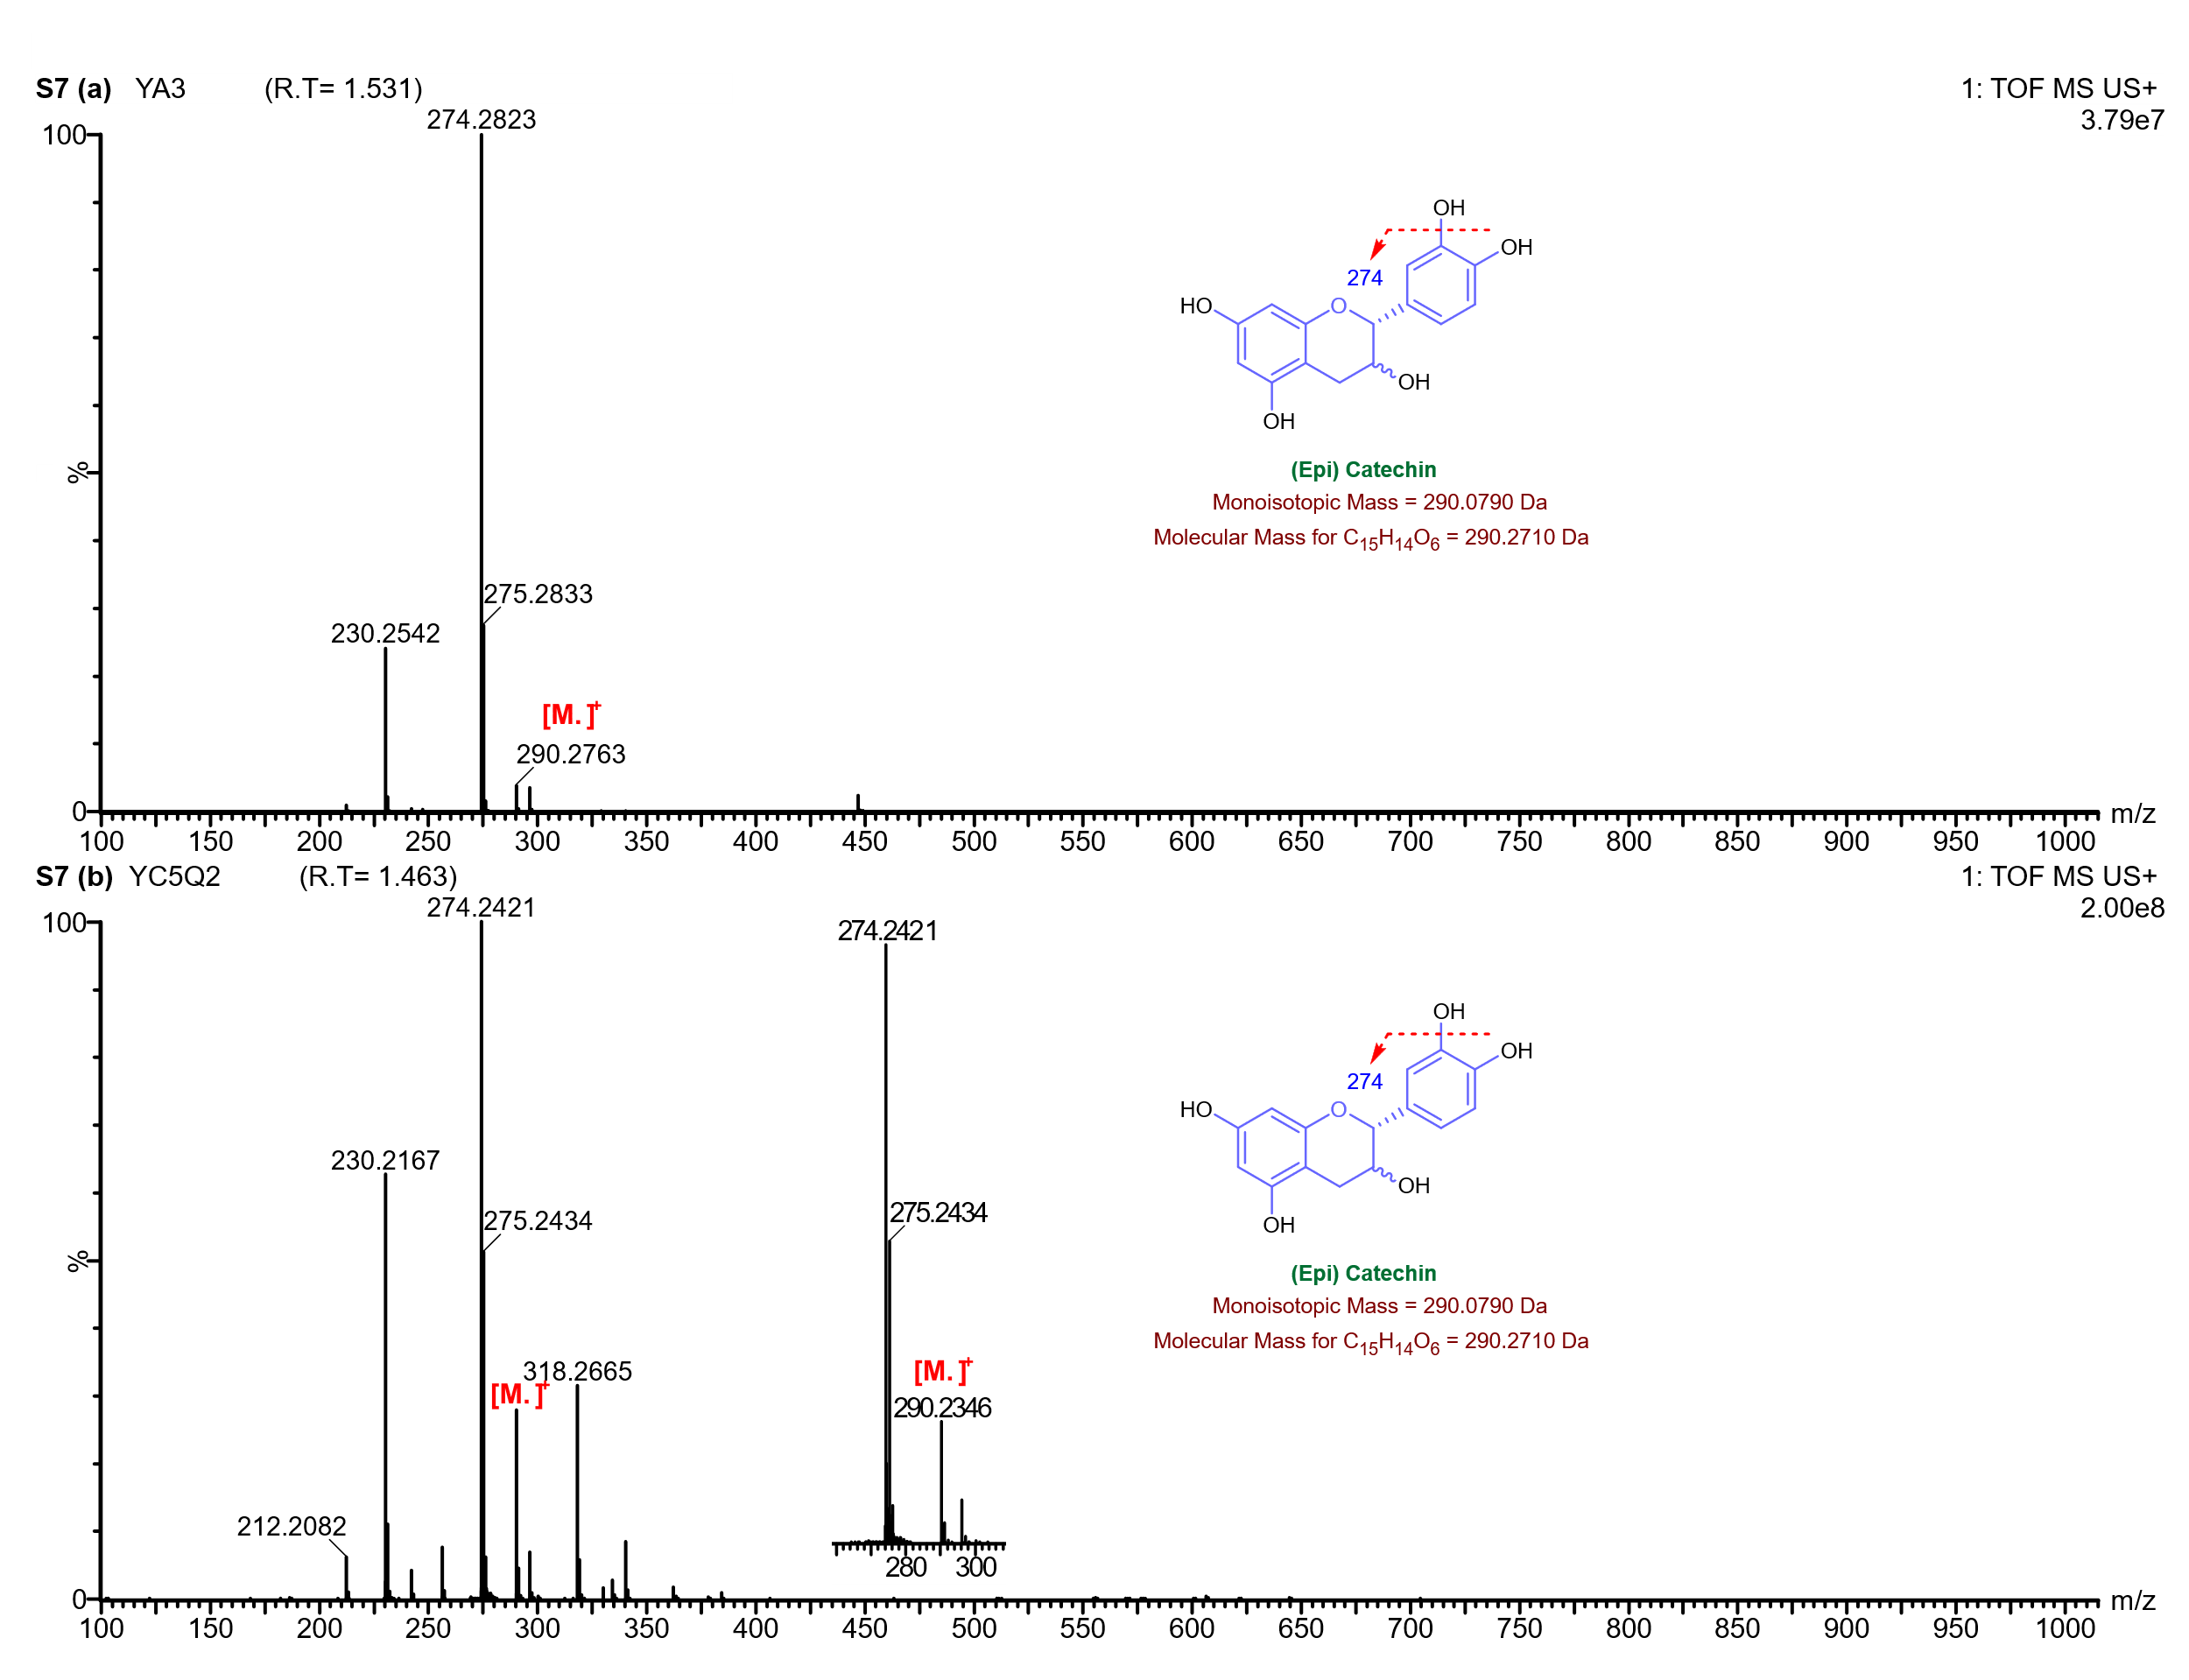 S7 (a) YA3 (R.T= 1.531)
1: TOF MS US+
3.79e7
274.2823
100
275.2833
230.2542
[M.]+
290.2763
%
0
m/z
100 150 200 250 300 350 400 450 500 550 600 650 700 750 800 850 900 950 1000
OH
OH
274
HO
O
OH
OH
(Epi) Catechin
Monoisotopic Mass = 290.0790 Da
Molecular Mass for C15H14O6 = 290.2710 Da
S7 (b) YC5Q2 (R.T= 1.463)
1: TOF MS US+
2.00e8
274.2421
100
230.2167
275.2434
318.2665
[M.]+
212.2082
%
0
m/z
100 150 200 250 300 350 400 450 500 550 600 650 700 750 800 850 900 950 1000
274.2421
275.2434
[M.]+
290.2346
280 300
OH
OH
274
HO
O
OH
OH
(Epi) Catechin
Monoisotopic Mass = 290.0790 Da
Molecular Mass for C15H14O6 = 290.2710 Da